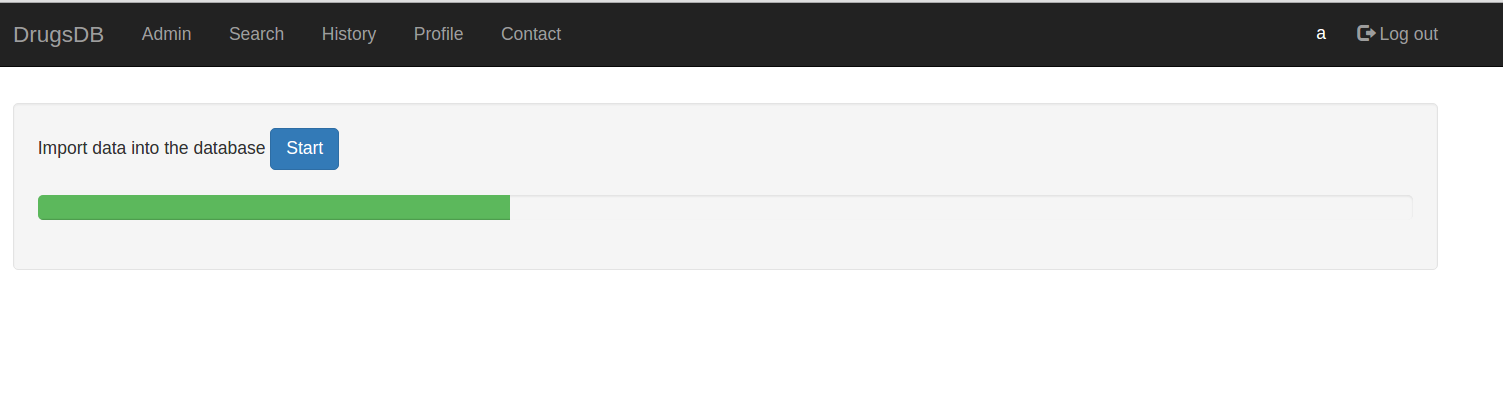 DrugsDB Admin Search History Profile Contact a Log out
Import data into the database Start